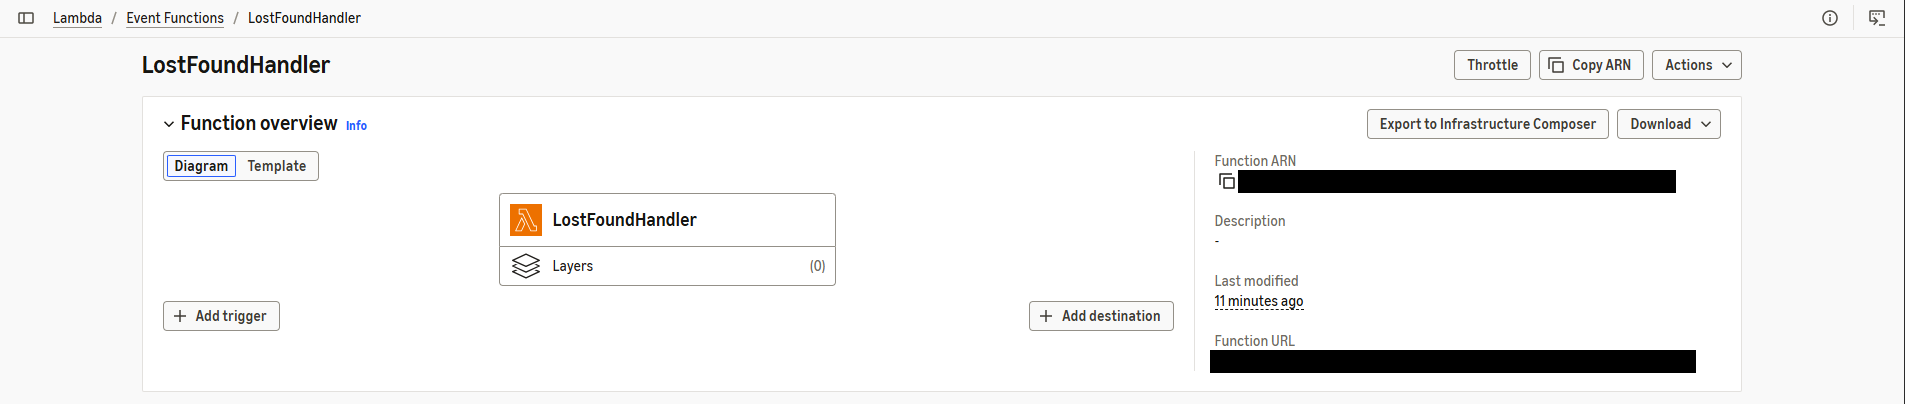 Lambda / Event Functions / LostFoundHandler
LostFoundHandler
Throttle Copy ARN Actions
Function overview Info
Export to Infrastructure Composer Download
Diagram Template
LostFoundHandler
Layers (0)
+ Add trigger
+ Add destination
Function ARN
Description
-
Last modified
11 minutes ago
Function URL